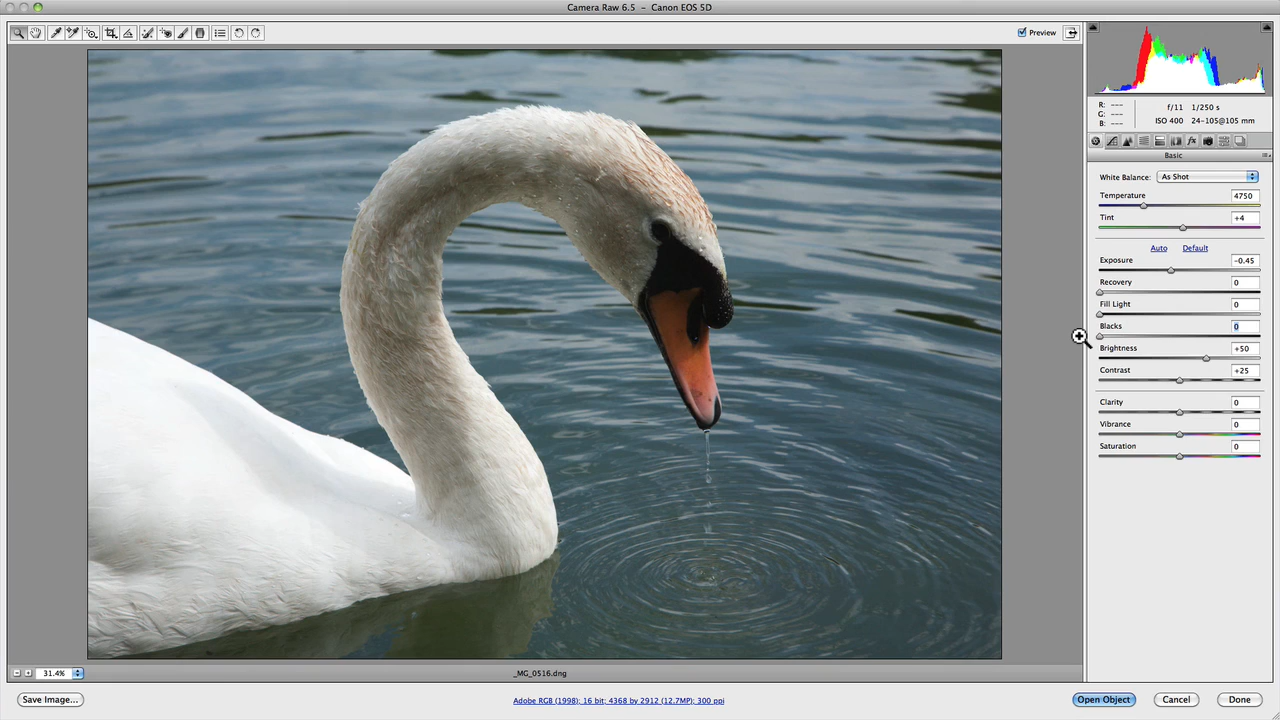 Camera Raw 6.5 – Canon EOS 5D
Preview
R: ---
G: ---
B: ---
f/11 1/250 s
ISO 400 24-105@105 mm
Basic
White Balance: As Shot
Temperature 4750
Tint +4
Auto Default
Exposure -0.45
Recovery 0
Fill Light 0
Blacks 0
Brightness +50
Contrast +25
Clarity 0
Vibrance 0
Saturation 0
31.4%
_MG_0516.dng
Save Image...
Adobe RGB (1998); 16 bit; 4368 by 2912 (12.7MP); 300 ppi
Open Object
Cancel
Done